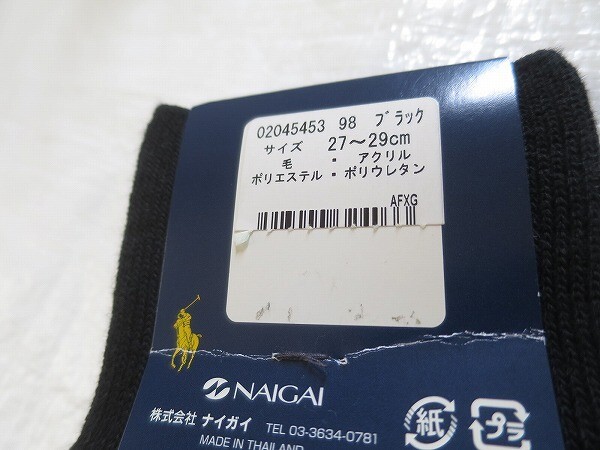 02045453 98 ブラック
サイズ 27～29cm
毛 ・ アクリル
ポリエステル・ポリウレタン
AFXG
NAIGAI
株式会社 ナイガイ TEL 03-3634-0781
MADE IN THAILAND
紙 プラ